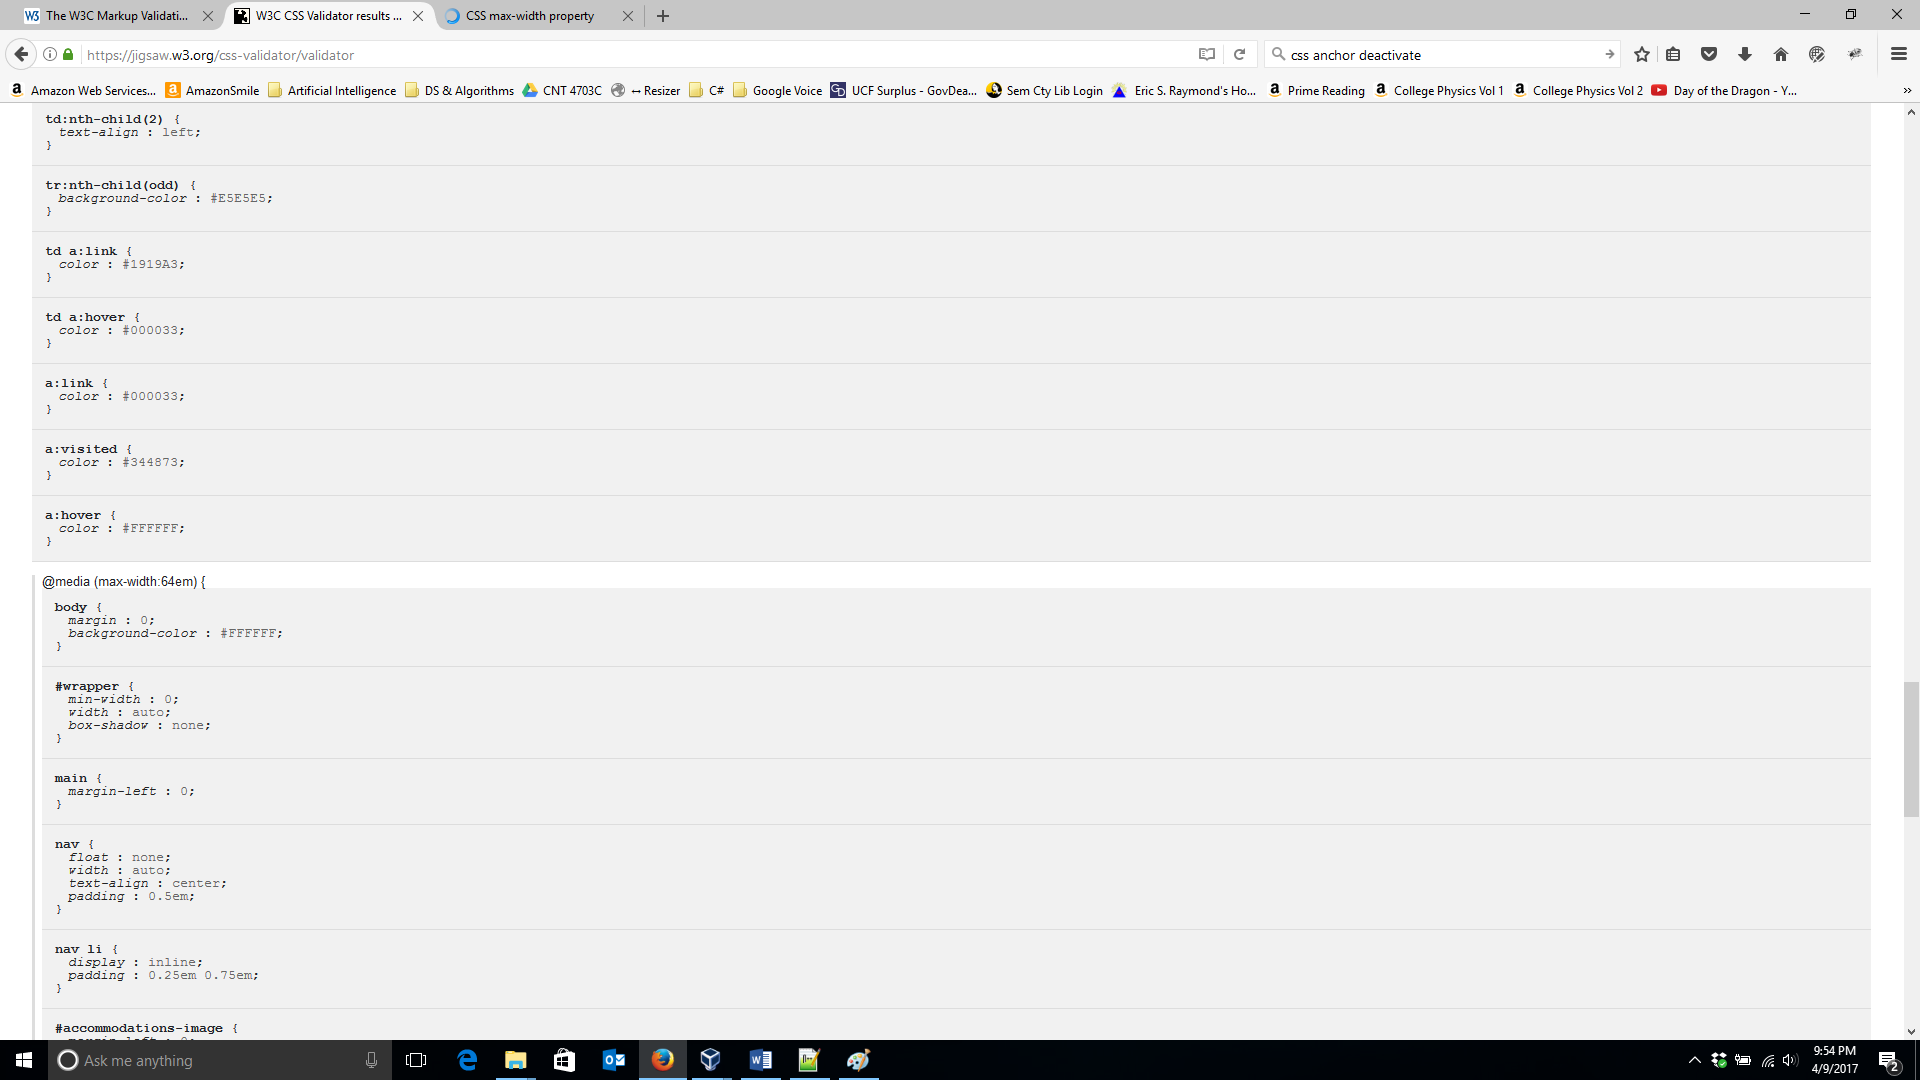 The W3C Markup Validati...
W3C CSS Validator results ...
CSS max-width property
https://jigsaw.w3.org/css-validator/validator
css anchor deactivate
Amazon Web Services...
AmazonSmile
Artificial Intelligence
DS & Algorithms
CNT 4703C
↔ Resizer
C#
Google Voice
UCF Surplus - GovDea...
Sem Cty Lib Login
Eric S. Raymond's Ho...
Prime Reading
College Physics Vol 1
College Physics Vol 2
Day of the Dragon - Y...
td:nth-child(2) {
text-align : left;
}
tr:nth-child(odd) {
background-color : #E5E5E5;
}
td a:link {
color : #1919A3;
}
td a:hover {
color : #000033;
}
a:link {
color : #000033;
}
a:visited {
color : #344873;
}
a:hover {
color : #FFFFFF;
}
@media (max-width:64em) {
body {
margin : 0;
background-color : #FFFFFF;
}
#wrapper {
min-width : 0;
width : auto;
box-shadow : none;
}
main {
margin-left : 0;
}
nav {
float : none;
width : auto;
text-align : center;
padding : 0.5em;
}
nav li {
display : inline;
padding : 0.25em 0.75em;
}
#accommodations-image {
margin-left : 0;
Ask me anything
9:54 PM
4/9/2017
2